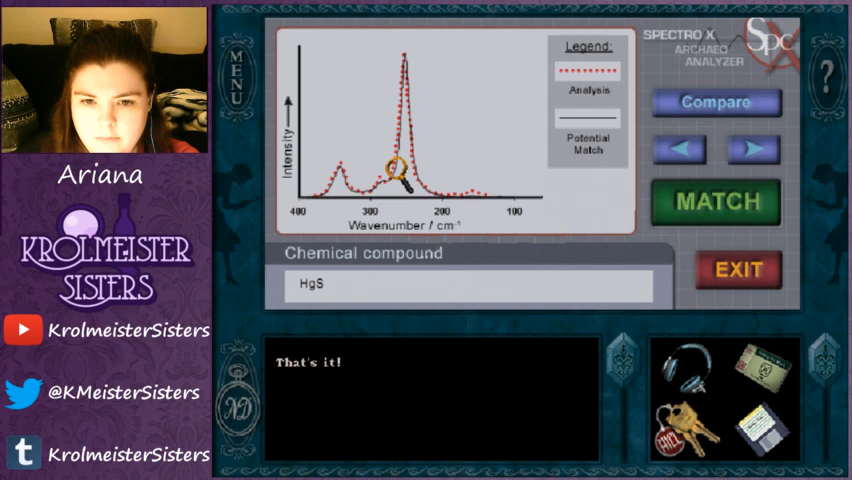 Ariana
KROLMEISTER
SISTERS
KrolmeisterSisters
@KMeisterSisters
t
KrolmeisterSisters
MENU
Intensity
400
300
200
100
Wavenumber / cm-¹
Legend:
Analysis
Potential
Match
SPECTRO X
ARCHAEO
ANALYZER
Spc
X
Compare
MATCH
EXIT
Chemical compound
HgS
?
ND
That's it!